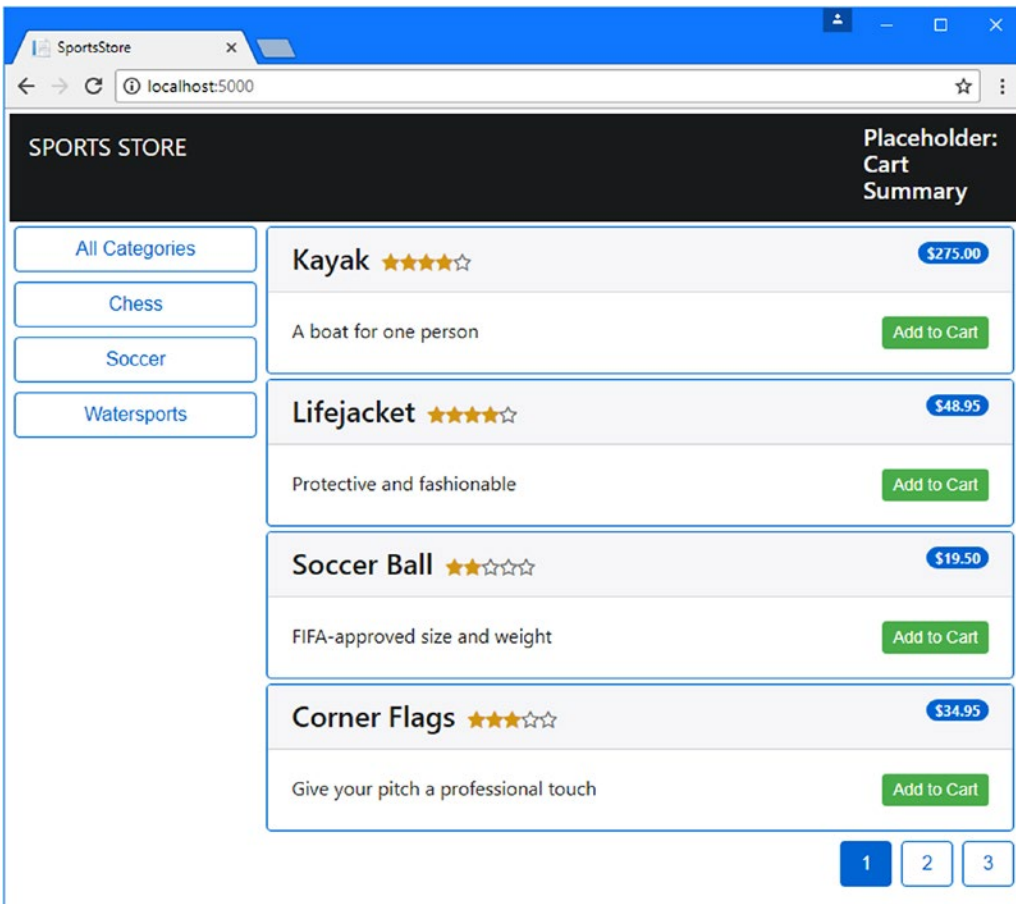 SportsStore
localhost:5000
SPORTS STORE
Placeholder:
Cart
Summary
All Categories
Chess
Soccer
Watersports
Kayak
$275.00
A boat for one person
Add to Cart
Lifejacket
$48.95
Protective and fashionable
Add to Cart
Soccer Ball
$19.50
FIFA-approved size and weight
Add to Cart
Corner Flags
$34.95
Give your pitch a professional touch
Add to Cart
1 2 3